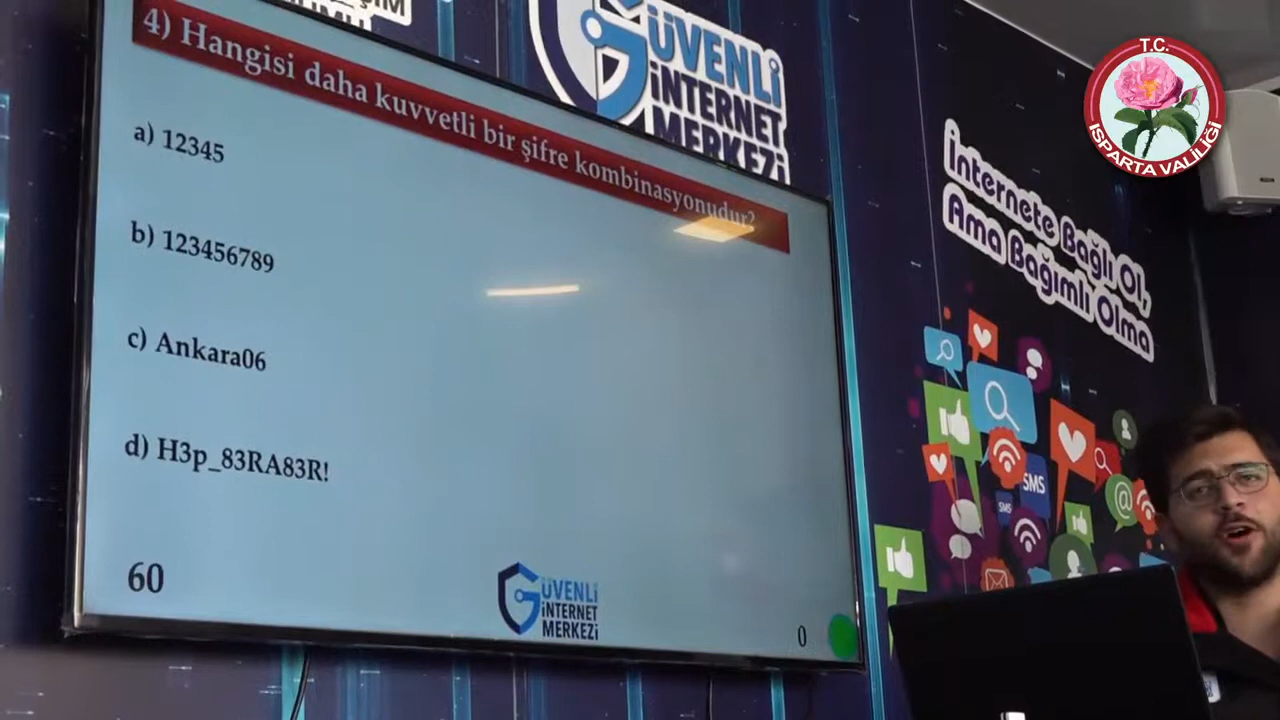 4) Hangisi daha kuvvetli bir şifre kombinasyonudur?
a) 12345
b) 123456789
c) Ankara06
d) H3p_83RA83R!
60
GÜVENLİ
İNTERNET
MERKEZİ
0
GÜVENLİ
İNTERNET
MERKEZİ
İnternete Bağlı Ol,
Ama Bağımlı Olma
SMS
SMS
@
T.C.
ISPARTA VALİLİĞİ